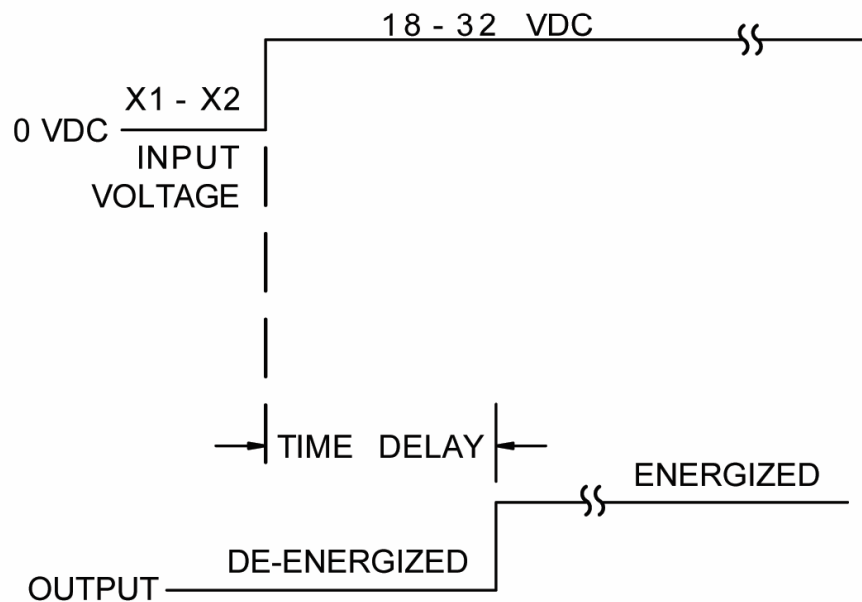 18 - 32 VDC
X1 - X2
0 VDC
INPUT
VOLTAGE
TIME DELAY
ENERGIZED
DE-ENERGIZED
OUTPUT